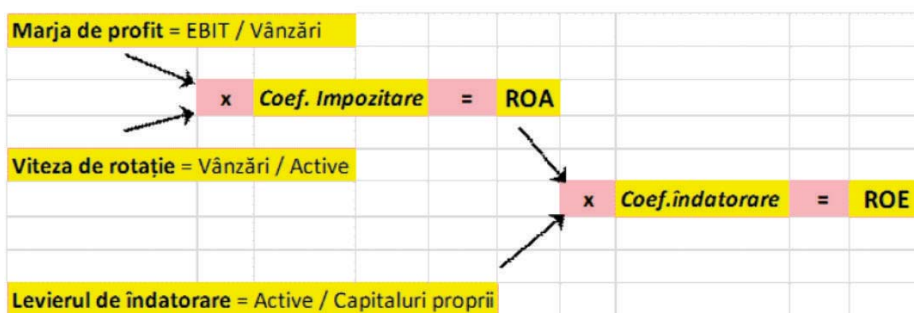 Marja de profit = EBIT / Vânzări
x Coef. Impozitare = ROA
Viteza de rotație = Vânzări / Active
x Coef.îndatorare = ROE
Levierul de îndatorare = Active / Capitaluri proprii